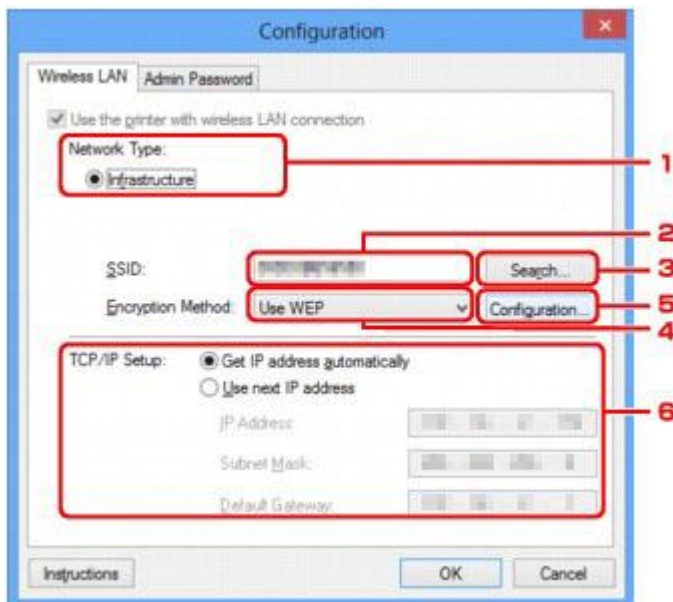 Configuration
Wireless LAN Admin Password
Use the printer with wireless LAN connection
Network Type:
Infrastructure
1
2
SSID: Search...
3
Encryption Method: Use WEP Configuration...
5
4
TCP/IP Setup: Get IP address automatically
Use next IP address
6
IP Address:
Subnet Mask:
Default Gateway:
Instructions OK Cancel